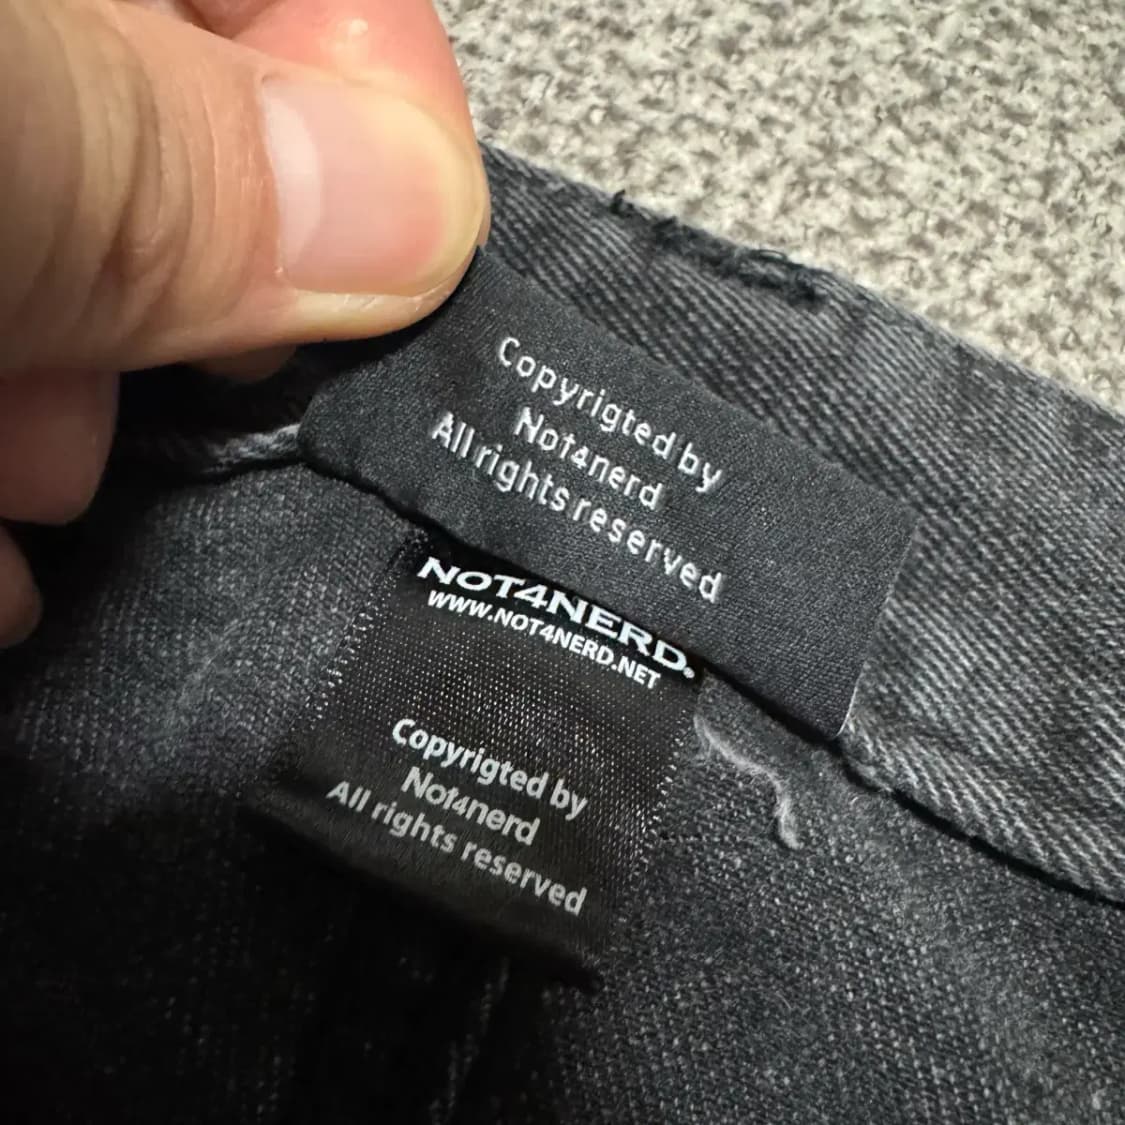 Copyrigted by
Not4nerd
All rights reserved
NOT4NERD.
WWW.NOT4NERD.NET
Copyrigted by
Not4nerd
All rights reserved